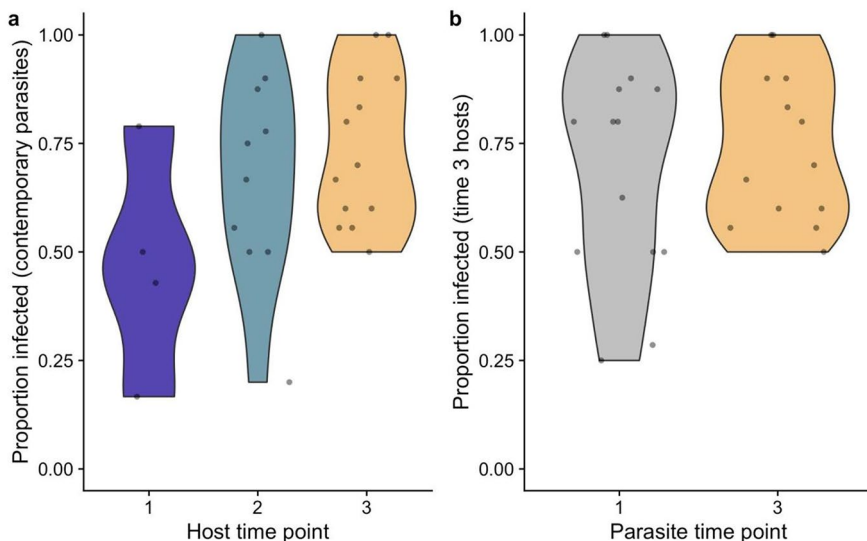 a
Proportion infected (contemporary parasites)
1.00
0.75
0.50
0.25
0.00
1 2 3
Host time point
b
Proportion infected (time 3 hosts)
1.00
0.75
0.50
0.25
0.00
1 3
Parasite time point